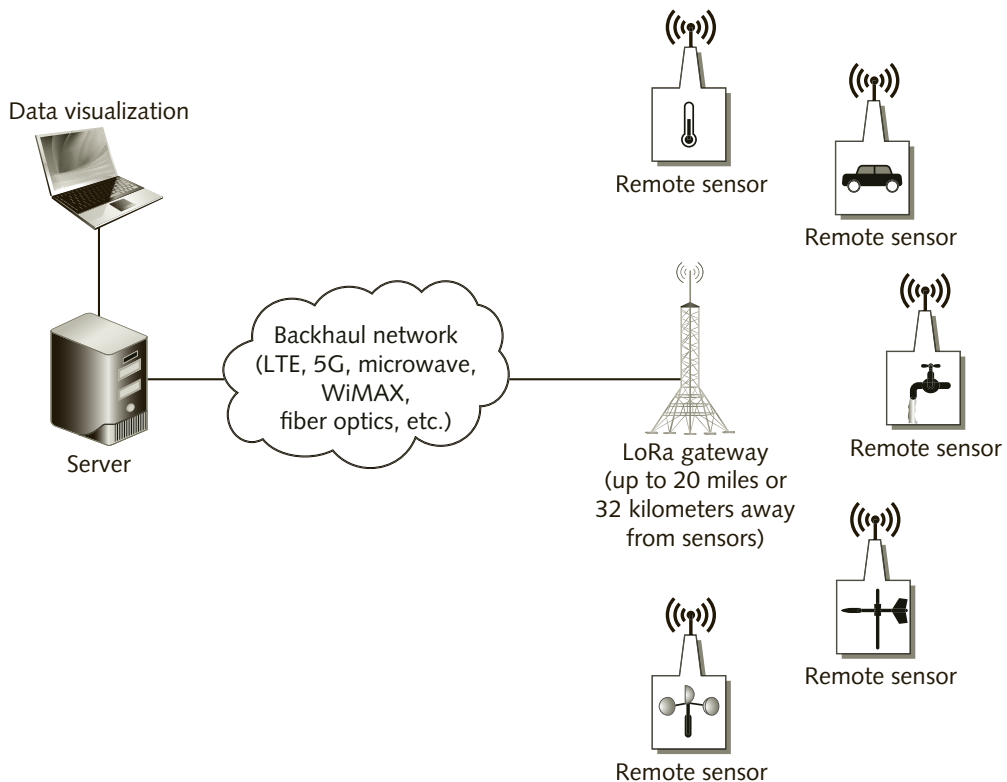 Data visualization
Server
Backhaul network
(LTE, 5G, microwave,
WiMAX,
fiber optics, etc.)
LoRa gateway
(up to 20 miles or
32 kilometers away
from sensors)
Remote sensor
Remote sensor
Remote sensor
Remote sensor
Remote sensor